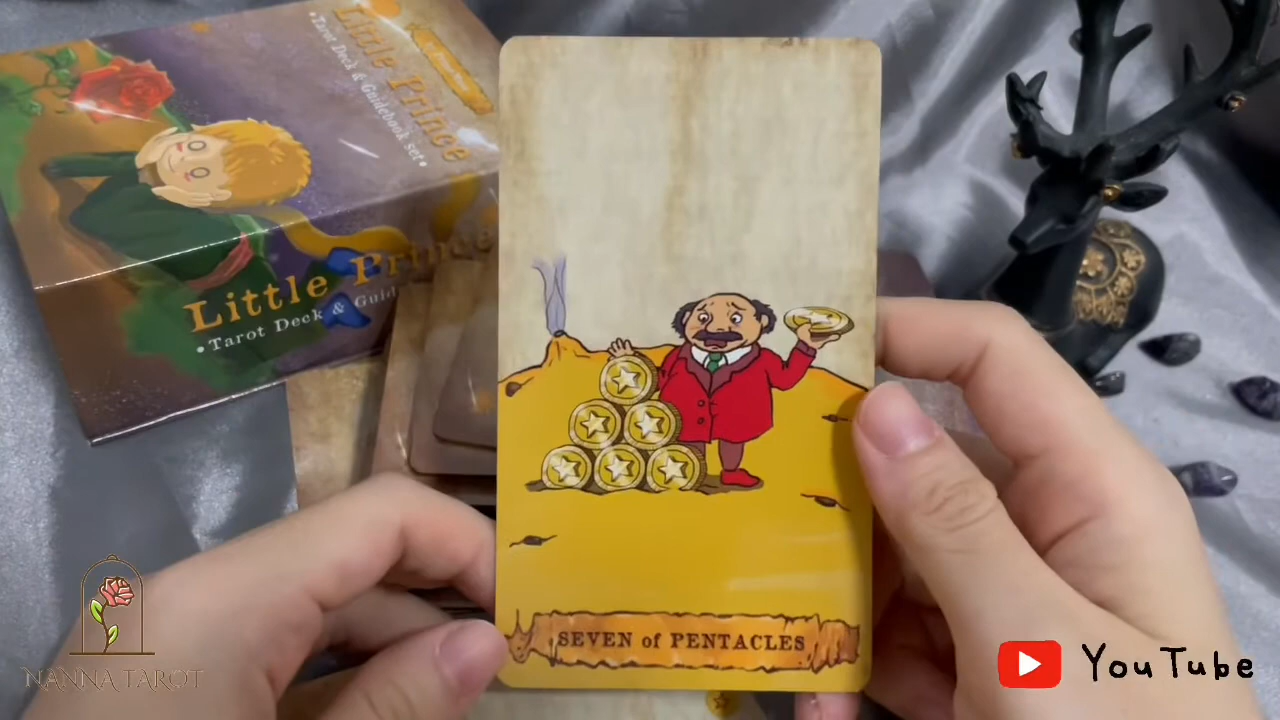 Little Prince
•Tarot Deck & Guidebook set•
Little Prince
•Tarot Deck & Guid
SEVEN of PENTACLES
NANNA TAROT
YouTube